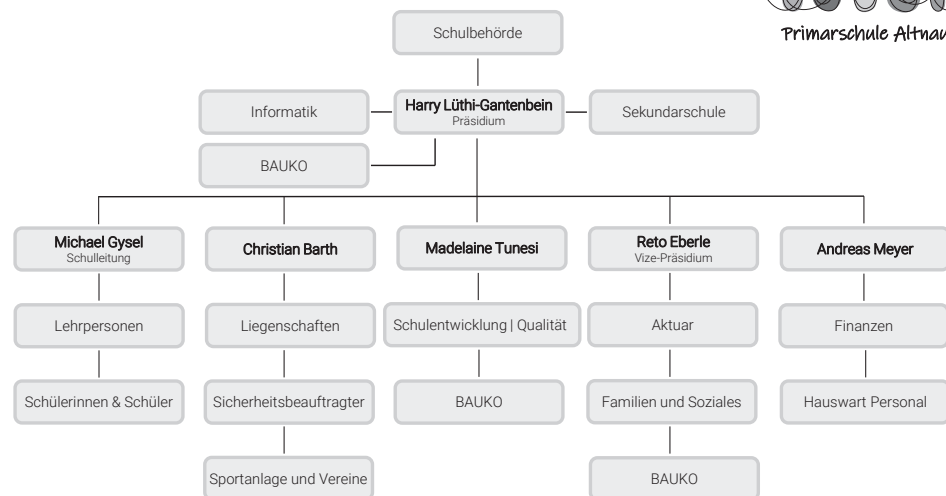 Primarschule Altnau
Schulbehörde
Informatik
Harry Lüthi-Gantenbein
Präsidium
Sekundarschule
BAUKO
Michael Gysel
Schulleitung
Christian Barth
Madelaine Tunesi
Reto Eberle
Vize-Präsidium
Andreas Meyer
Lehrpersonen
Liegenschaften
Schulentwicklung | Qualität
Aktuar
Finanzen
Schülerinnen & Schüler
Sicherheitsbeauftragter
BAUKO
Familien und Soziales
Hauswart Personal
Sportanlage und Vereine
BAUKO